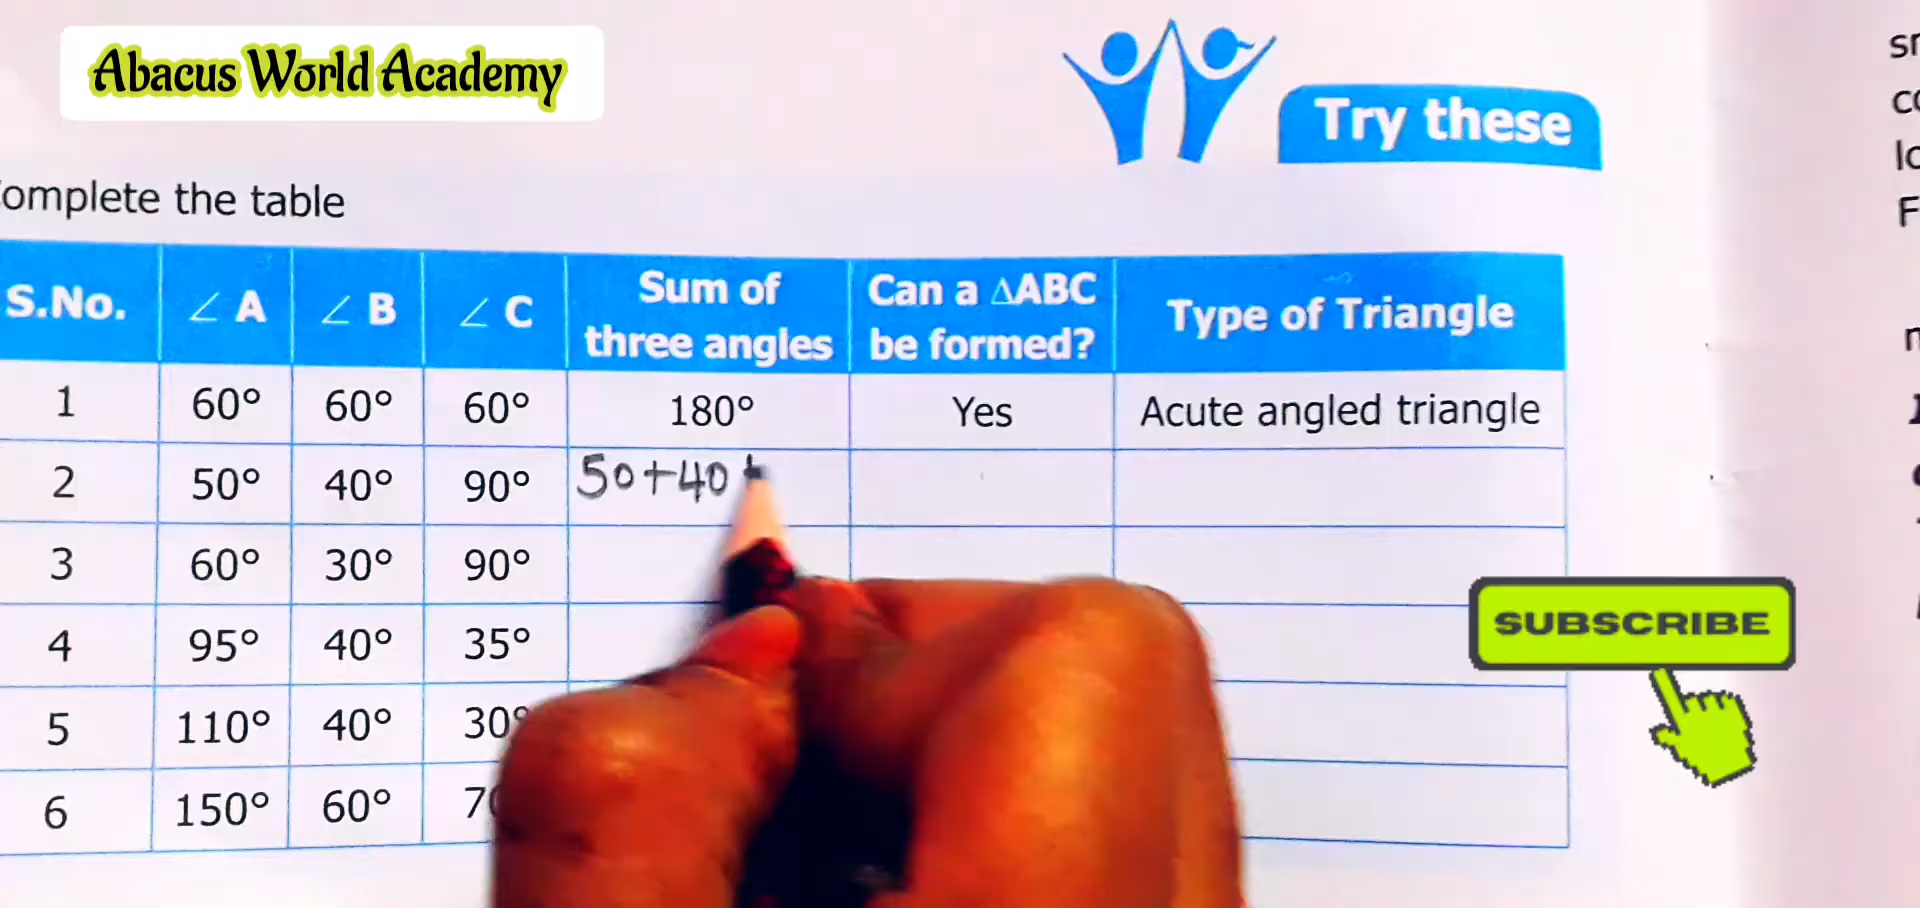 Abacus World Academy
Try these
omplete the table
S.No. ∠ A ∠ B ∠ C Sum of three angles Can a ΔABC be formed? Type of Triangle
1 60° 60° 60° 180° Yes Acute angled triangle
2 50° 40° 90° 50+40+
3 60° 30° 90°
4 95° 40° 35°
5 110° 40° 30°
6 150° 60° 7
SUBSCRIBE